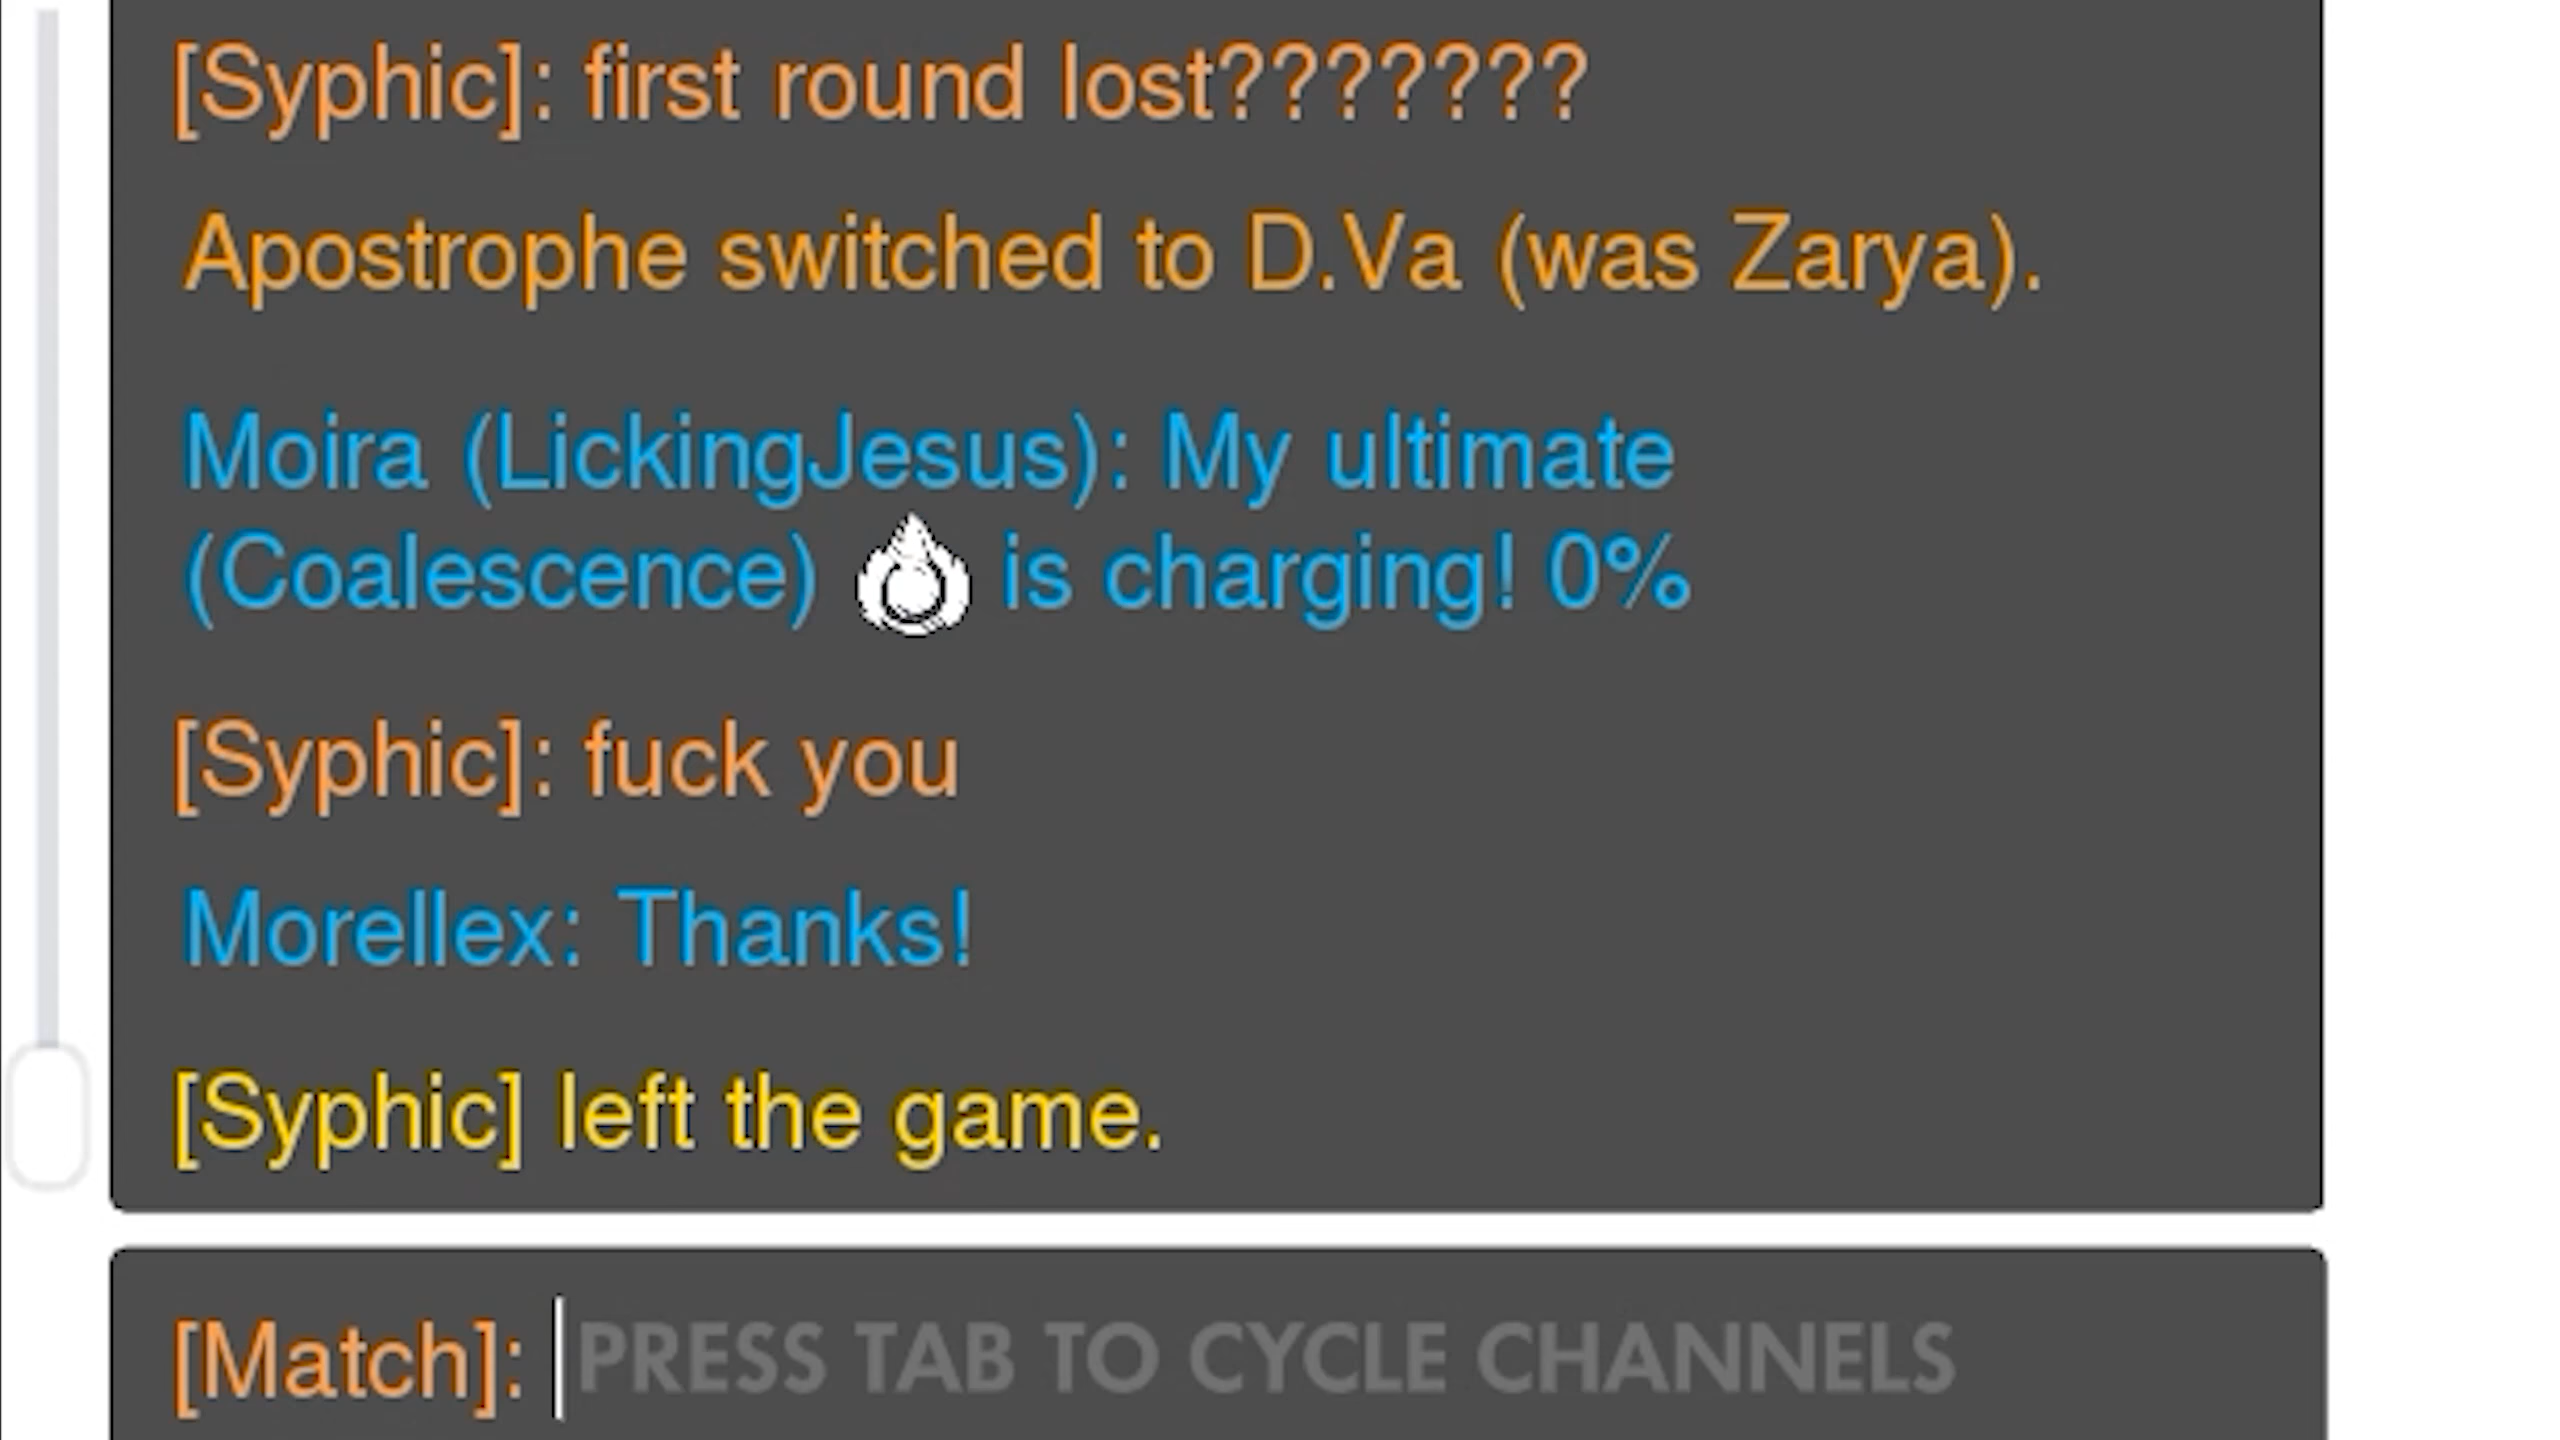 [Syphic]: first round lost???????
Apostrophe switched to D.Va (was Zarya).
Moira (LickingJesus): My ultimate
(Coalescence) is charging! 0%
[Syphic]: fuck you
Morellex: Thanks!
[Syphic] left the game.
[Match]: PRESS TAB TO CYCLE CHANNELS